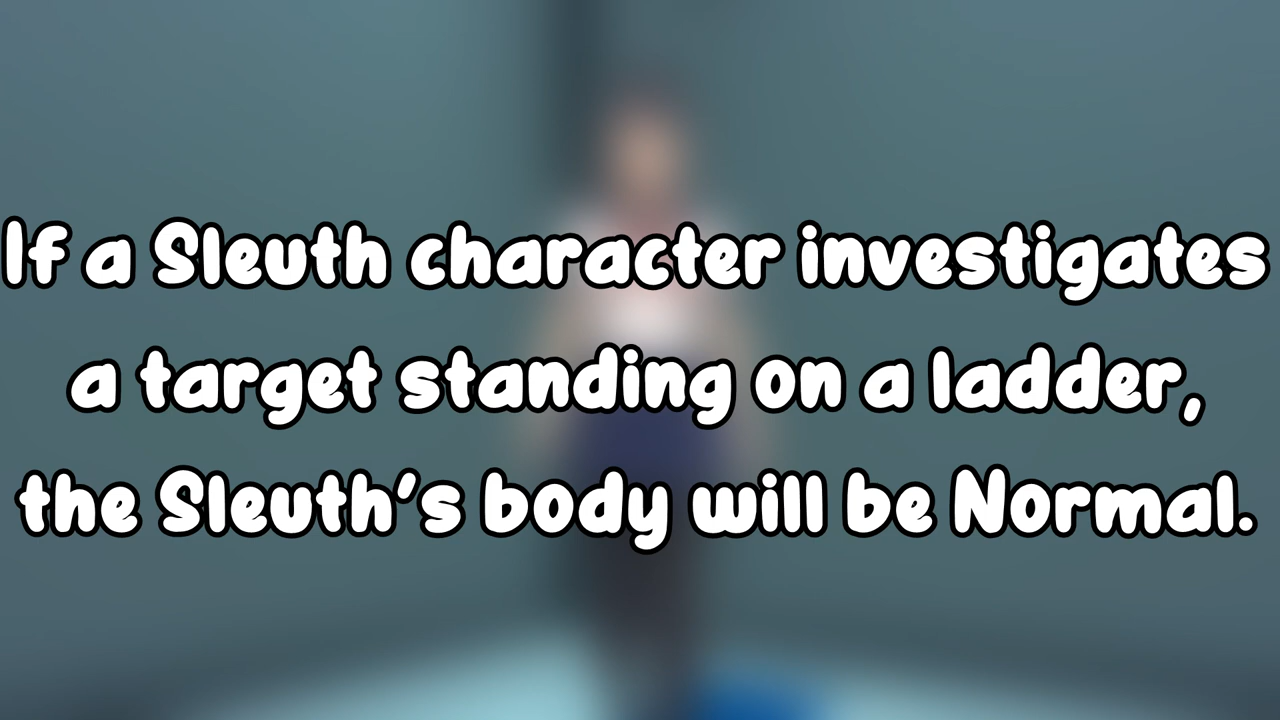 If a Sleuth character investigates
a target standing on a ladder,
the Sleuth's body will be Normal.